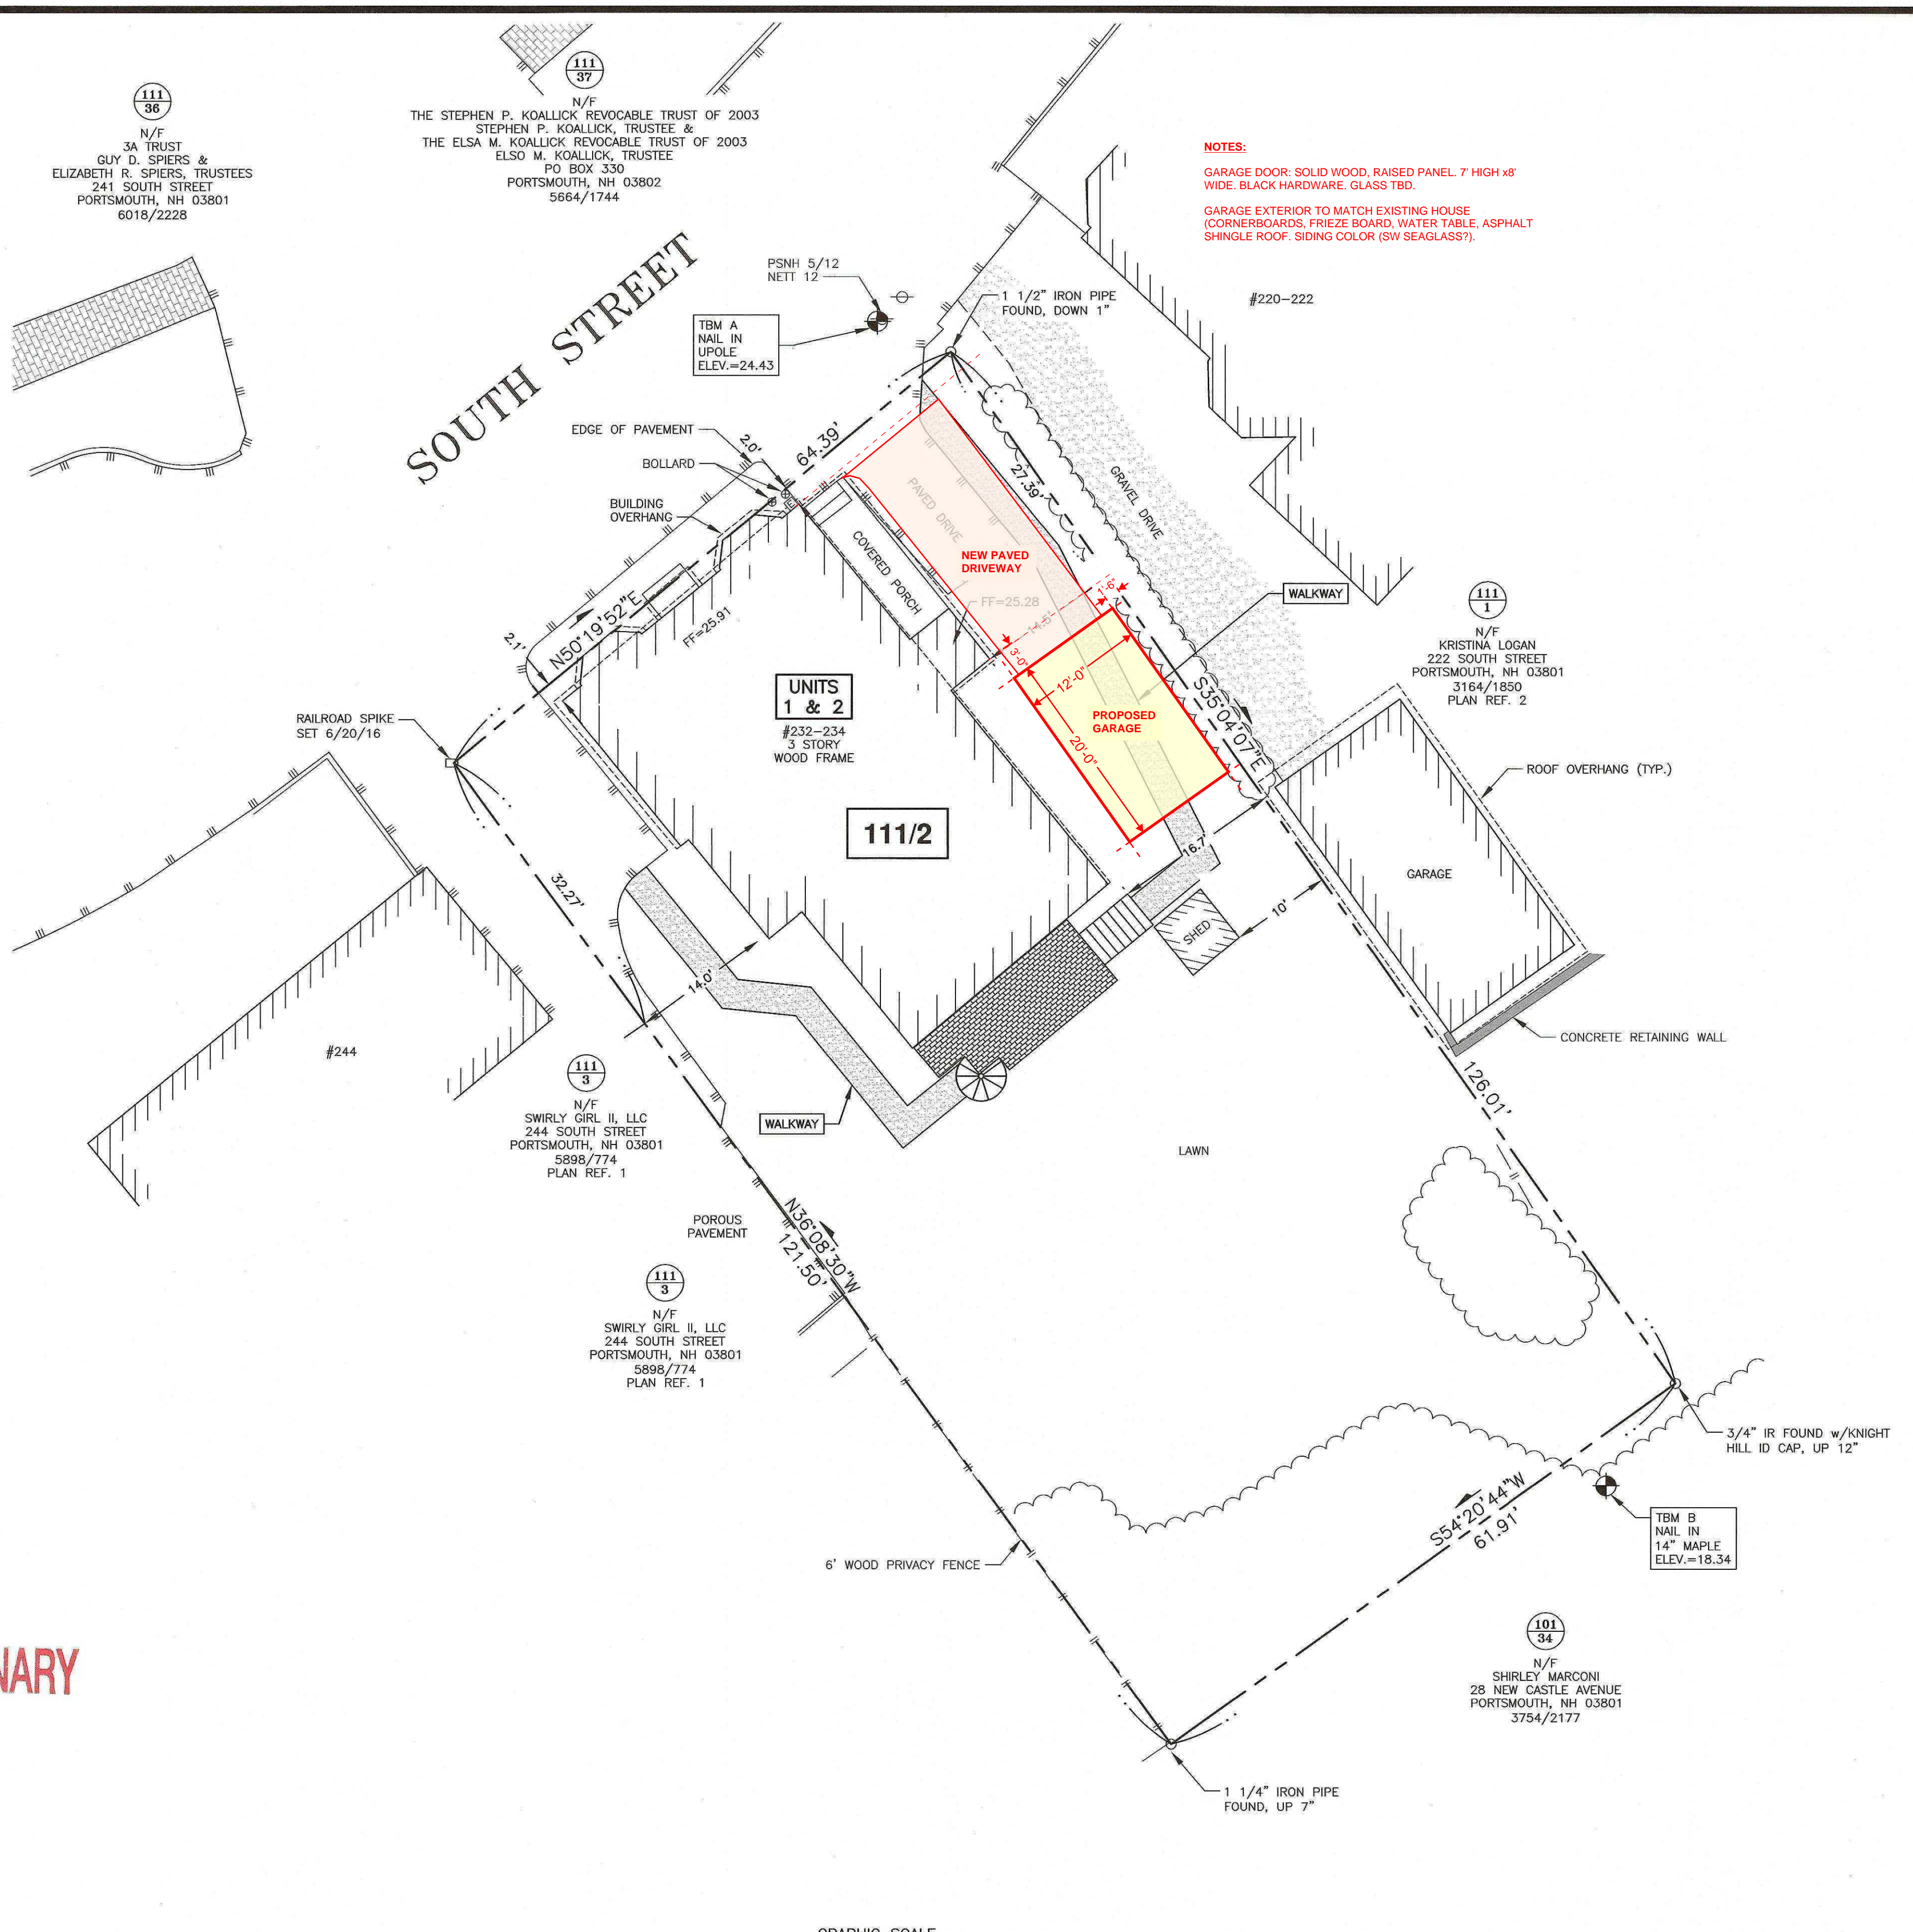 111
36
N/F
3A TRUST
GUY D. SPIERS &
ELIZABETH R. SPIERS, TRUSTEES
241 SOUTH STREET
PORTSMOUTH, NH 03801
6018/2228
111
37
N/F
THE STEPHEN P. KOALLICK REVOCABLE TRUST OF 2003
STEPHEN P. KOALLICK, TRUSTEE &
THE ELSA M. KOALLICK REVOCABLE TRUST OF 2003
ELSO M. KOALLICK, TRUSTEE
PO BOX 330
PORTSMOUTH, NH 03802
5664/1744
NOTES:
GARAGE DOOR: SOLID WOOD, RAISED PANEL. 7' HIGH x8'
WIDE. BLACK HARDWARE. GLASS TBD.
GARAGE EXTERIOR TO MATCH EXISTING HOUSE
(CORNERBOARDS, FRIEZE BOARD, WATER TABLE, ASPHALT
SHINGLE ROOF. SIDING COLOR (SW SEAGLASS?).
#220-222
SOUTH STREET
PSNH 5/12
NETT 12
TBM A
NAIL IN
UPOLE
ELEV.=24.43
1 1/2" IRON PIPE
FOUND, DOWN 1"
EDGE OF PAVEMENT
2.0'
64.39'
BOLLARD
BUILDING
OVERHANG
27.39'
GRAVEL DRIVE
PAVED DRIVE
COVERED PORCH
NEW PAVED
DRIVEWAY
FF=25.28
1'-6"
14.5'
3'-0"
WALKWAY
N50°19'52"E
2.1'
FF=25.91
12'-0"
PROPOSED
GARAGE
20'-0"
S35°04'07"E
111
1
N/F
KRISTINA LOGAN
222 SOUTH STREET
PORTSMOUTH, NH 03801
3164/1850
PLAN REF. 2
UNITS
1 & 2
#232-234
3 STORY
WOOD FRAME
111/2
RAILROAD SPIKE
SET 6/20/16
ROOF OVERHANG (TYP.)
16.7'
GARAGE
SHED
10'
32.27'
14.0'
CONCRETE RETAINING WALL
#244
111
3
N/F
SWIRLY GIRL II, LLC
244 SOUTH STREET
PORTSMOUTH, NH 03801
5898/774
PLAN REF. 1
WALKWAY
126.01'
LAWN
POROUS
PAVEMENT
N36°08'30"W
121.50'
111
3
N/F
SWIRLY GIRL II, LLC
244 SOUTH STREET
PORTSMOUTH, NH 03801
5898/774
PLAN REF. 1
3/4" IR FOUND w/KNIGHT
HILL ID CAP, UP 12"
S54°20'44"W
61.91'
TBM B
NAIL IN
14" MAPLE
ELEV.=18.34
6' WOOD PRIVACY FENCE
101
34
N/F
SHIRLEY MARCONI
28 NEW CASTLE AVENUE
PORTSMOUTH, NH 03801
3754/2177
NARY
1 1/4" IRON PIPE
FOUND, UP 7"
GRAPHIC SCALE